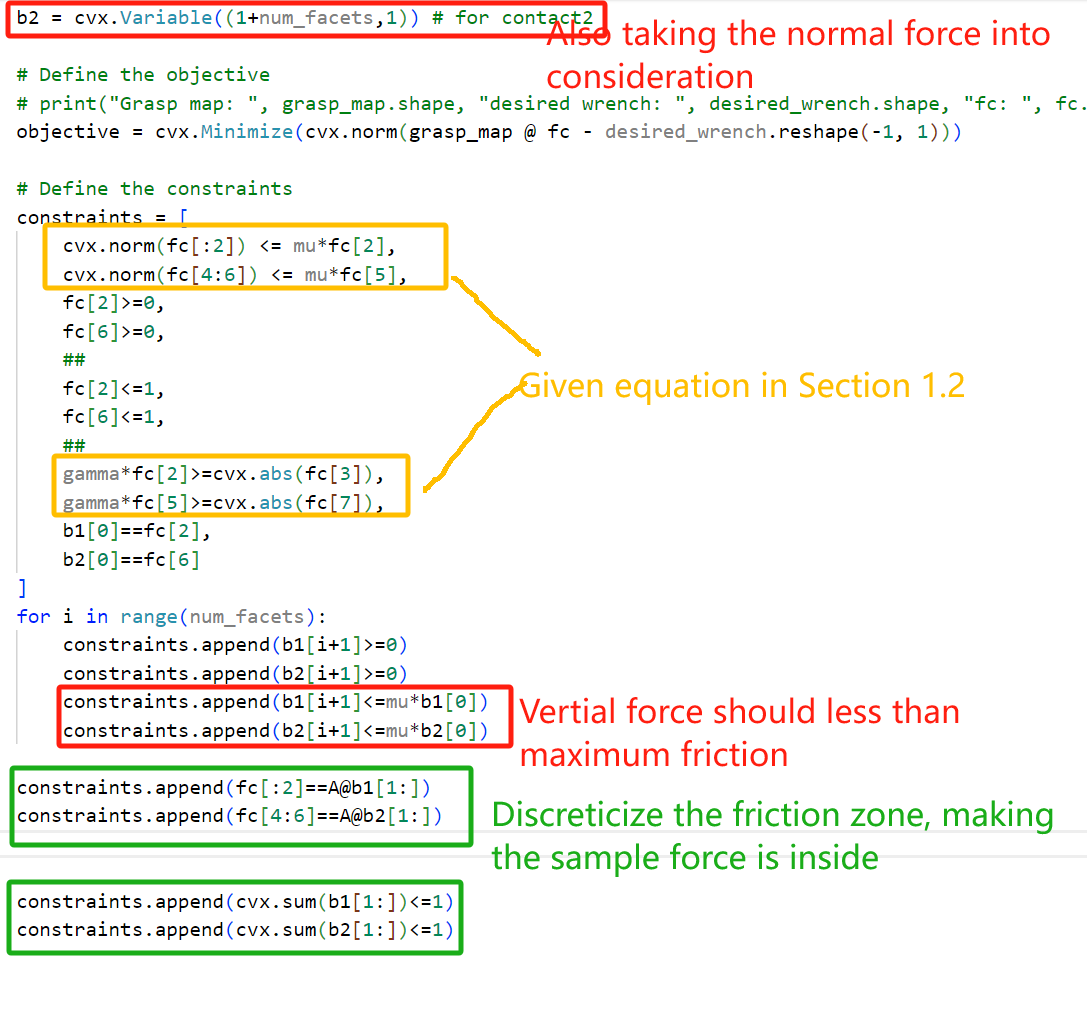 b2 = cvx.Variable((1+num_facets,1)) # for contact2
Also taking the normal force into
consideration
# Define the objective
# print("Grasp map: ", grasp_map.shape, "desired wrench: ", desired_wrench.shape, "fc: ", fc.
objective = cvx.Minimize(cvx.norm(grasp_map @ fc - desired_wrench.reshape(-1, 1)))
# Define the constraints
constraints = [
cvx.norm(fc[:2]) <= mu*fc[2],
cvx.norm(fc[4:6]) <= mu*fc[5],
fc[2]>=0,
fc[6]>=0,
##
Given equation in Section 1.2
fc[2]<=1,
fc[6]<=1,
##
gamma*fc[2]>=cvx.abs(fc[3]),
gamma*fc[5]>=cvx.abs(fc[7]),
b1[0]==fc[2],
b2[0]==fc[6]
]
for i in range(num_facets):
constraints.append(b1[i+1]>=0)
constraints.append(b2[i+1]>=0)
constraints.append(b1[i+1]<=mu*b1[0])
constraints.append(b2[i+1]<=mu*b2[0])
Vertial force should less than
maximum friction
constraints.append(fc[:2]==A@b1[1:])
constraints.append(fc[4:6]==A@b2[1:])
Discreticize the friction zone, making
the sample force is inside
constraints.append(cvx.sum(b1[1:])<=1)
constraints.append(cvx.sum(b2[1:])<=1)